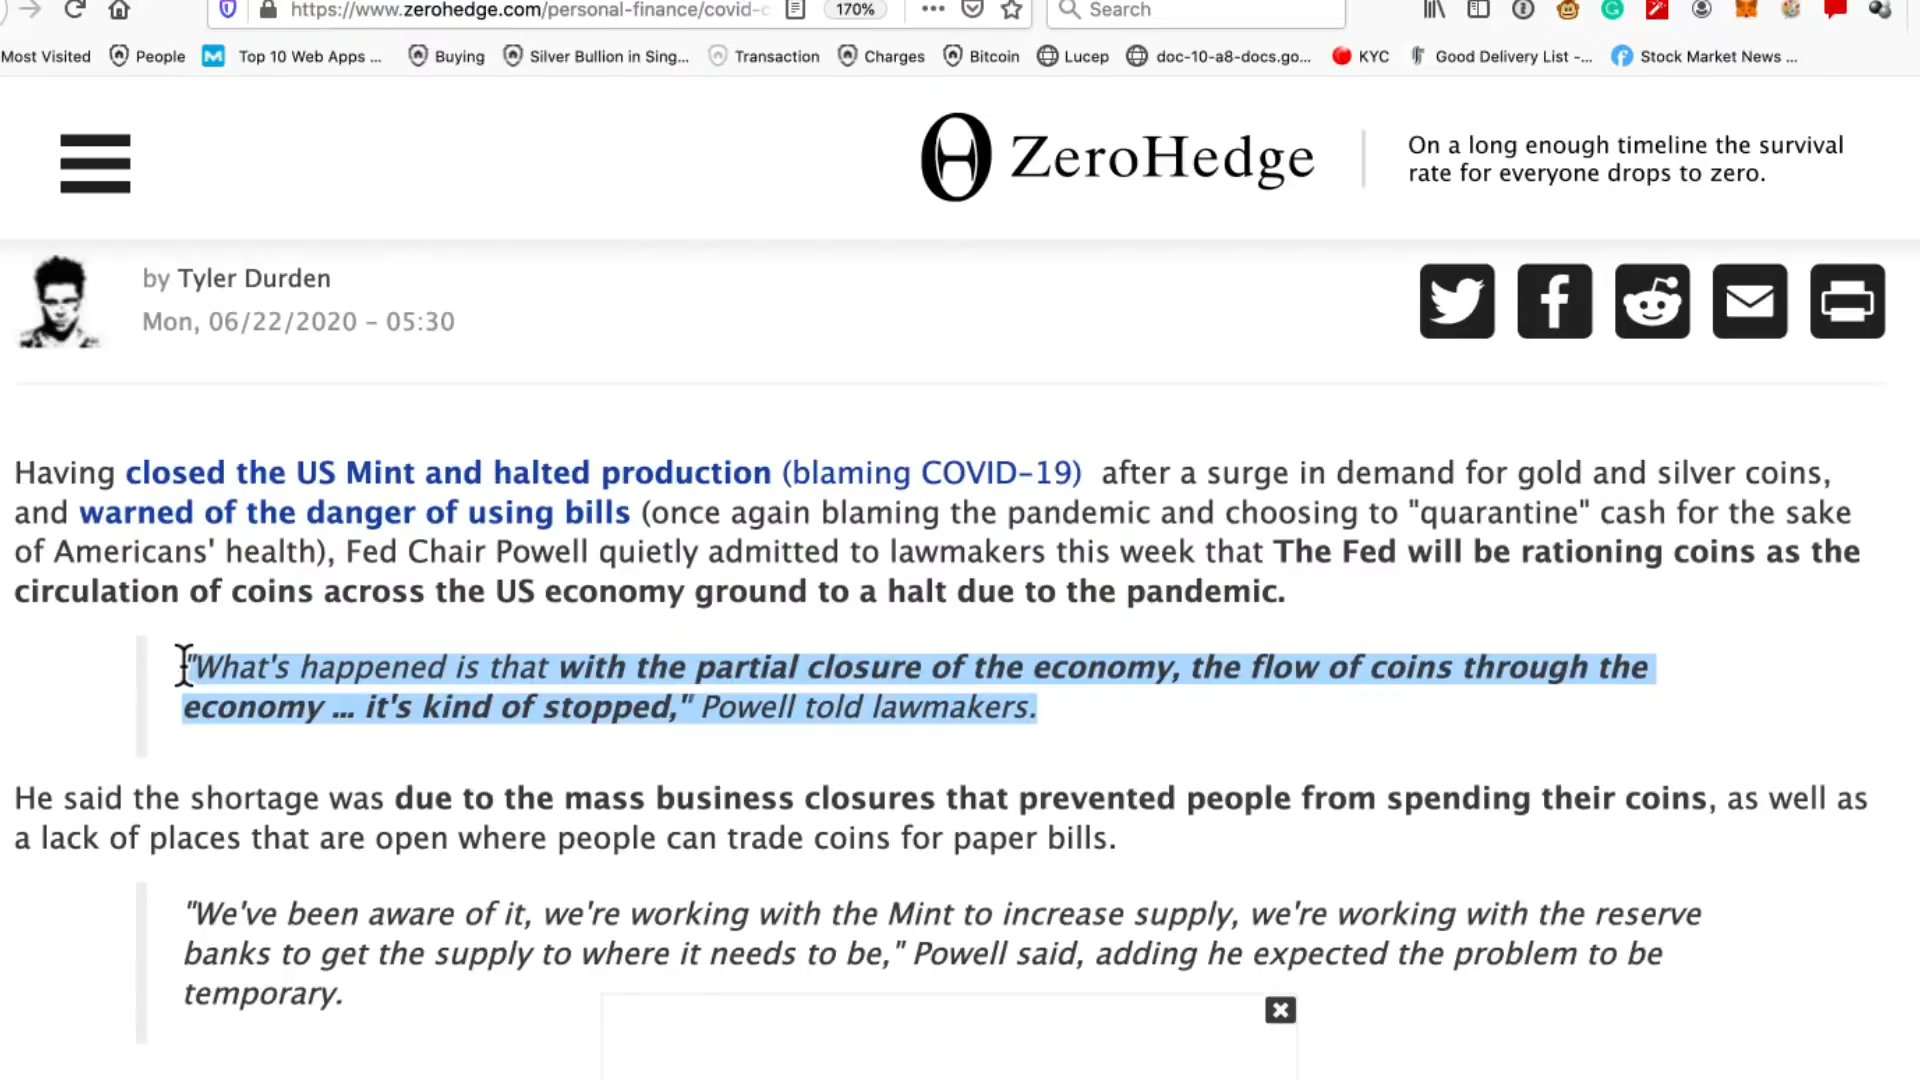 https://www.zerohedge.com/personal-finance/covid-c
170%
Search
Most Visited
People
Top 10 Web Apps ...
Buying
Silver Bullion in Sing...
Transaction
Charges
Bitcoin
Lucep
doc-10-a8-docs.go...
KYC
Good Delivery List -...
Stock Market News ...
ZeroHedge
On a long enough timeline the survival
rate for everyone drops to zero.
by Tyler Durden
Mon, 06/22/2020 - 05:30
Having closed the US Mint and halted production (blaming COVID-19) after a surge in demand for gold and silver coins,
and warned of the danger of using bills (once again blaming the pandemic and choosing to "quarantine" cash for the sake
of Americans' health), Fed Chair Powell quietly admitted to lawmakers this week that The Fed will be rationing coins as the
circulation of coins across the US economy ground to a halt due to the pandemic.
"What's happened is that with the partial closure of the economy, the flow of coins through the
economy ... it's kind of stopped," Powell told lawmakers.
He said the shortage was due to the mass business closures that prevented people from spending their coins, as well as
a lack of places that are open where people can trade coins for paper bills.
"We've been aware of it, we're working with the Mint to increase supply, we're working with the reserve
banks to get the supply to where it needs to be," Powell said, adding he expected the problem to be
temporary.